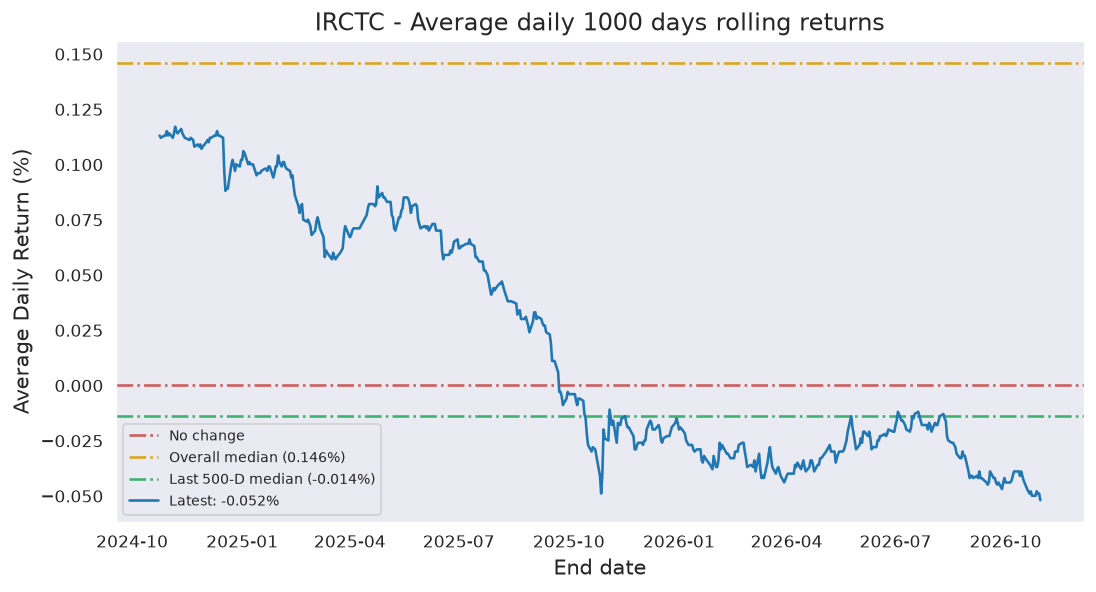 IRCTC - Average daily 1000 days rolling returns
Average Daily Return (%)
0.150
0.125
0.100
0.075
0.050
0.025
0.000
−0.025
−0.050
No change
Overall median (0.146%)
Last 500-D median (-0.014%)
Latest: -0.052%
2024-10 2025-01 2025-04 2025-07 2025-10 2026-01 2026-04 2026-07 2026-10
End date